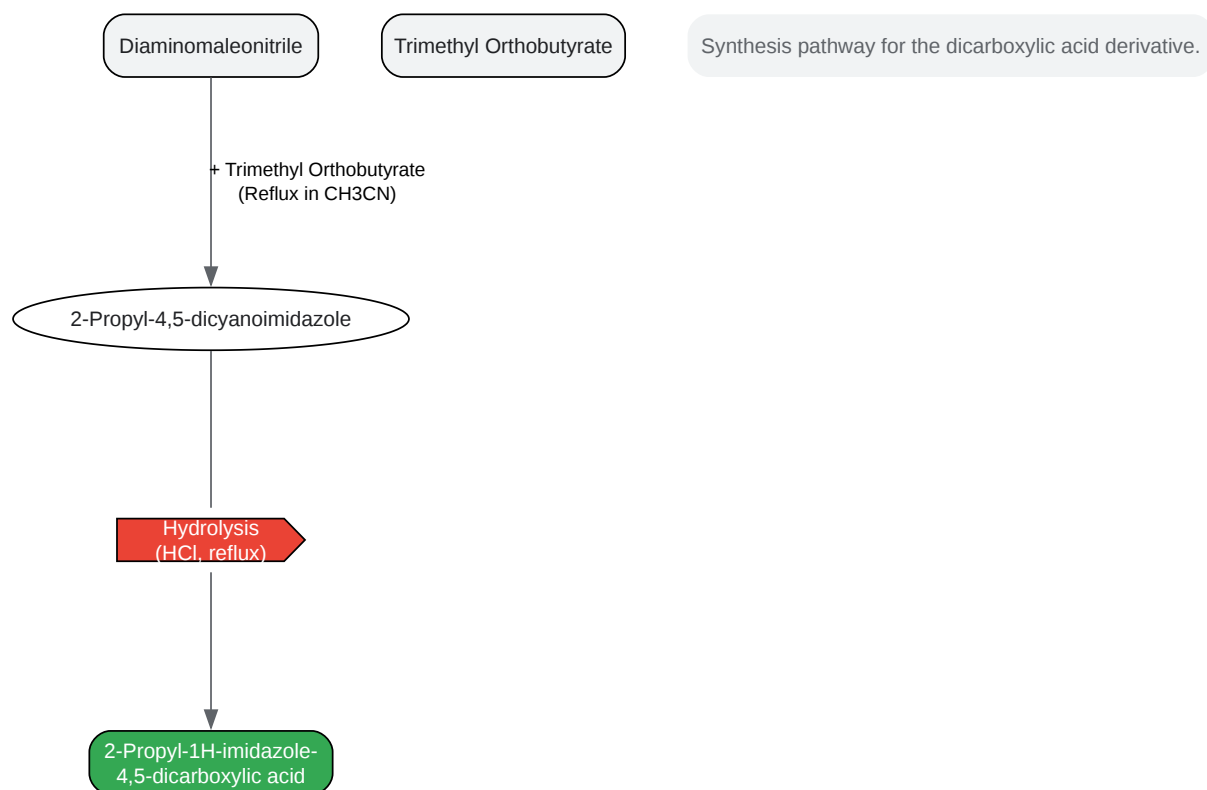 Diaminomaleonitrile
Trimethyl Orthobutyrate
Synthesis pathway for the dicarboxylic acid derivative.
+ Trimethyl Orthobutyrate
(Reflux in CH3CN)
2-Propyl-4,5-dicyanoimidazole
Hydrolysis
(HCl, reflux)
2-Propyl-1H-imidazole-
4,5-dicarboxylic acid